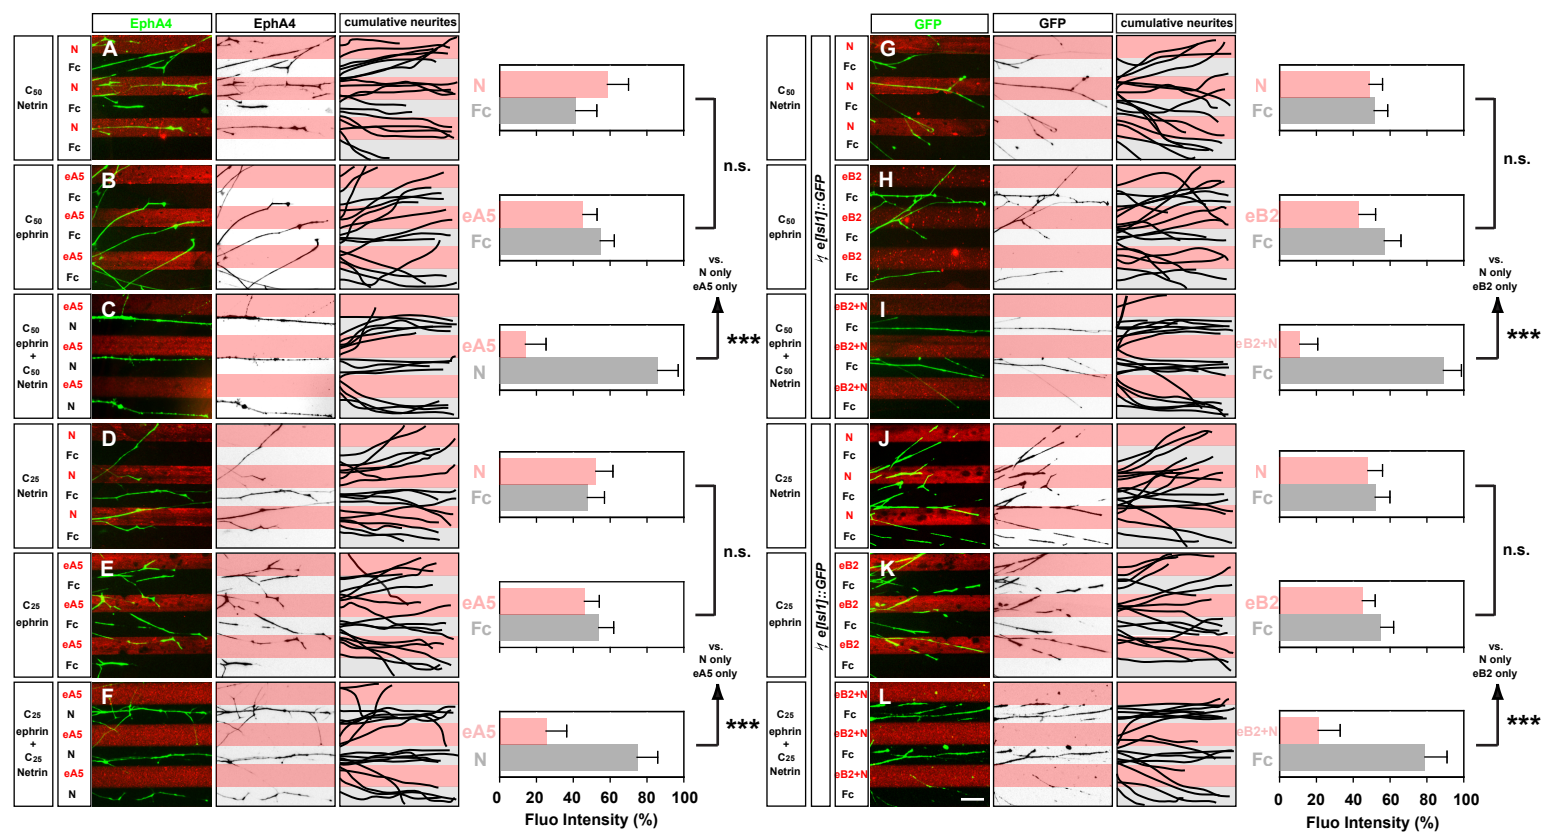 EphA4 EphA4 cumulative neurites
C50 Netrin
N
Fc
N
Fc
N
Fc
A
N
Fc
C50 ephrin
eA5
Fc
eA5
Fc
eA5
Fc
B
eA5
Fc
n.s.
C50 ephrin + C50 Netrin
eA5
N
eA5
N
eA5
N
C
eA5
N
vs.
N only
eA5 only
***
C25 Netrin
N
Fc
N
Fc
N
Fc
D
N
Fc
C25 ephrin
eA5
Fc
eA5
Fc
eA5
Fc
E
eA5
Fc
n.s.
C25 ephrin + C25 Netrin
eA5
N
eA5
N
eA5
N
F
eA5
N
vs.
N only
eA5 only
***
0 20 40 60 80 100
Fluo Intensity (%)
GFP GFP cumulative neurites
C50 Netrin
N
Fc
N
Fc
N
Fc
G
N
Fc
C50 ephrin
eB2
Fc
eB2
Fc
eB2
Fc
H
eB2
Fc
n.s.
C50 ephrin + C50 Netrin
eB2+N
Fc
eB2+N
Fc
eB2+N
Fc
I
eB2+N
Fc
vs.
N only
eB2 only
***
e[Isl1]::GFP
C25 Netrin
N
Fc
N
Fc
N
Fc
J
N
Fc
C25 ephrin
eB2
Fc
eB2
Fc
eB2
Fc
K
eB2
Fc
n.s.
C25 ephrin + C25 Netrin
eB2+N
Fc
eB2+N
Fc
eB2+N
Fc
L
eB2+N
Fc
vs.
N only
eB2 only
***
e[Isl1]::GFP
0 20 40 60 80 100
Fluo Intensity (%)